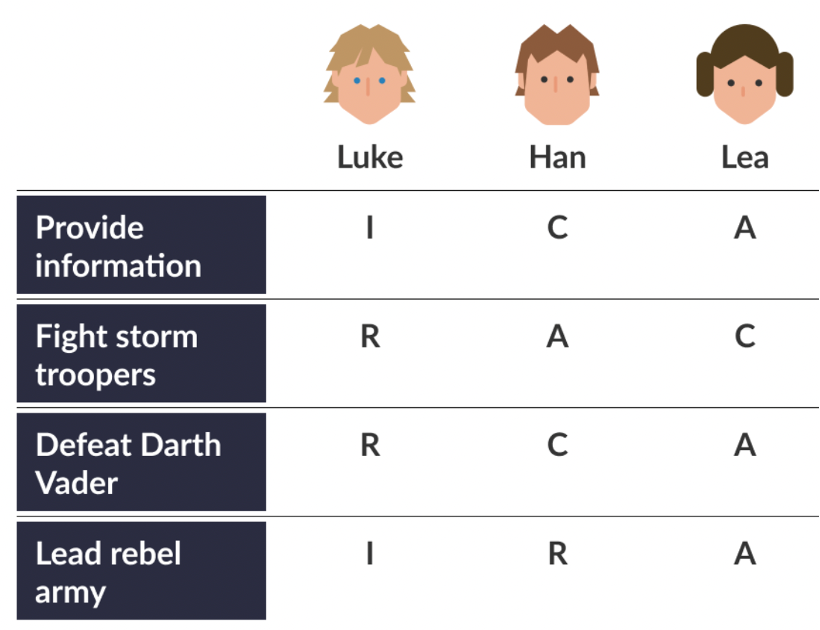 Luke Han Lea
Provide
information
I C A
Fight storm
troopers
R A C
Defeat Darth
Vader
R C A
Lead rebel
army
I R A